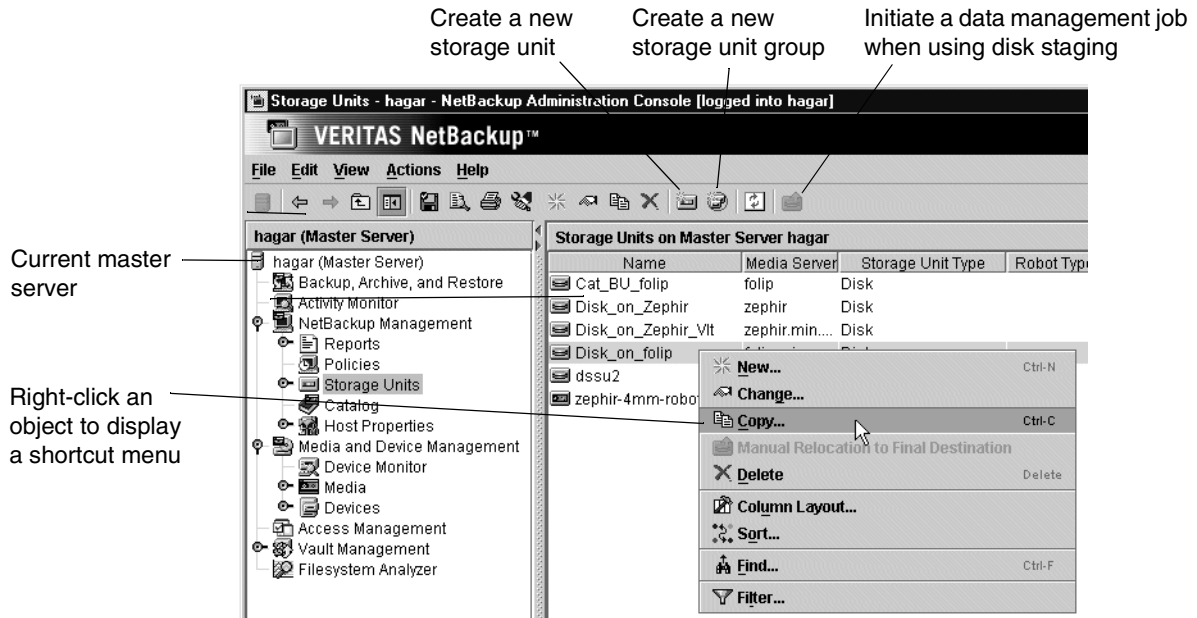 Create a new
storage unit
Create a new
storage unit group
Initiate a data management job
when using disk staging
Storage Units - hagar - NetBackup Administration Console [logged into hagar]
VERITAS NetBackup™
File Edit View Actions Help
hagar (Master Server)
Storage Units on Master Server hagar
Current master
server
hagar (Master Server)
Backup, Archive, and Restore
Activity Monitor
NetBackup Management
Reports
Policies
Storage Units
Catalog
Host Properties
Media and Device Management
Device Monitor
Media
Devices
Access Management
Vault Management
Filesystem Analyzer
Right-click an
object to display
a shortcut menu
Name Media Server Storage Unit Type Robot Type
Cat_BU_folip folip Disk
Disk_on_Zephir zephir Disk
Disk_on_Zephir_Vlt zephir.min.... Disk
Disk_on_folip
dssu2
zephir-4mm-robo
New... Ctrl-N
Change...
Copy... Ctrl-C
Manual Relocation to Final Destination
Delete Delete
Column Layout...
Sort...
Find... Ctrl-F
Filter...